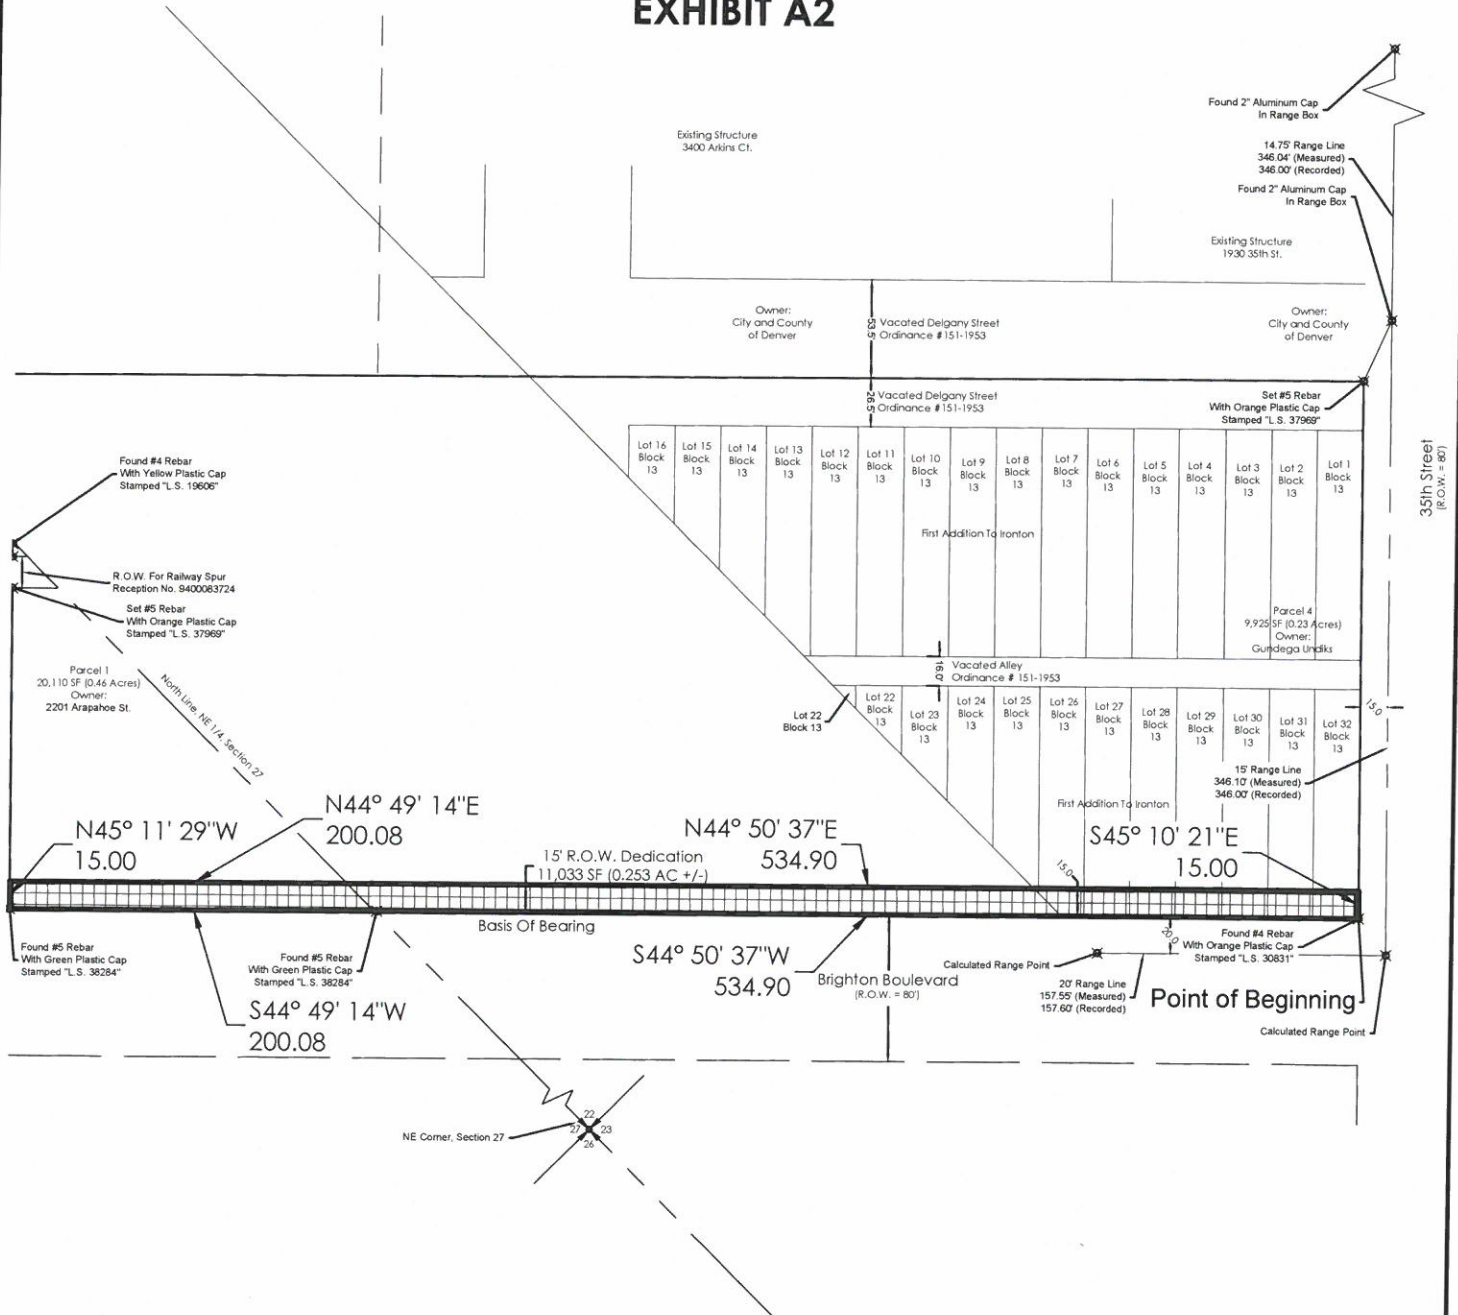 EXHIBIT A2
Found 2" Aluminum Cap
In Range Box
14.75' Range Line
346.04' (Measured)
346.00' (Recorded)
Found 2" Aluminum Cap
In Range Box
Existing Structure
3400 Arkins Ct.
Existing Structure
1930 35th St.
Owner:
City and County
of Denver
53.5'
Vacated Delgany Street
Ordinance #151-1953
Owner:
City and County
of Denver
26.5'
Vacated Delgany Street
Ordinance #151-1953
Set #5 Rebar
With Orange Plastic Cap
Stamped "L.S. 37969"
35th Street
(R.O.W. = 80')
Lot 16
Block
13
Lot 15
Block
13
Lot 14
Block
13
Lot 13
Block
13
Lot 12
Block
13
Lot 11
Block
13
Lot 10
Block
13
Lot 9
Block
13
Lot 8
Block
13
Lot 7
Block
13
Lot 6
Block
13
Lot 5
Block
13
Lot 4
Block
13
Lot 3
Block
13
Lot 2
Block
13
Lot 1
Block
13
First Addition To Ironton
Found #4 Rebar
With Yellow Plastic Cap
Stamped "L.S. 19606"
R.O.W. For Railway Spur
Reception No. 9400083724
Set #5 Rebar
With Orange Plastic Cap
Stamped "L.S. 37969"
Parcel 1
20,110 SF (0.46 Acres)
Owner:
2201 Arapahoe St.
North Line, NE 1/4, Section 27
Parcel 4
9,925 SF (0.23 Acres)
Owner:
Gundega Undiks
16.0'
Vacated Alley
Ordinance # 151-1953
Lot 22
Block 13
Lot 22
Block
13
Lot 23
Block
13
Lot 24
Block
13
Lot 25
Block
13
Lot 26
Block
13
Lot 27
Block
13
Lot 28
Block
13
Lot 29
Block
13
Lot 30
Block
13
Lot 31
Block
13
Lot 32
Block
13
15.0'
15' Range Line
346.10' (Measured)
346.00' (Recorded)
First Addition To Ironton
N45° 11' 29"W
15.00
N44° 49' 14"E
200.08
15' R.O.W. Dedication
11,033 SF (0.253 AC +/-)
N44° 50' 37"E
534.90
15.0'
S45° 10' 21"E
15.00
Basis Of Bearing
Found #5 Rebar
With Green Plastic Cap
Stamped "L.S. 38284"
Found #5 Rebar
With Green Plastic Cap
Stamped "L.S. 38284"
S44° 49' 14"W
200.08
S44° 50' 37"W
534.90
Brighton Boulevard
(R.O.W. = 80')
Calculated Range Point
20.0'
20' Range Line
157.55' (Measured)
157.60' (Recorded)
Found #4 Rebar
With Orange Plastic Cap
Stamped "L.S. 30831"
Point of Beginning
Calculated Range Point
NE Corner, Section 27
22
27
23
26